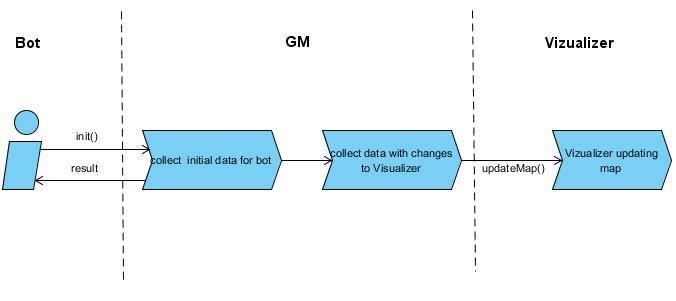 Bot
GM
Vizualizer
init()
result
collect initial data for bot
collect data with changes
to Visualizer
updateMap()
Vizualizer updating
map